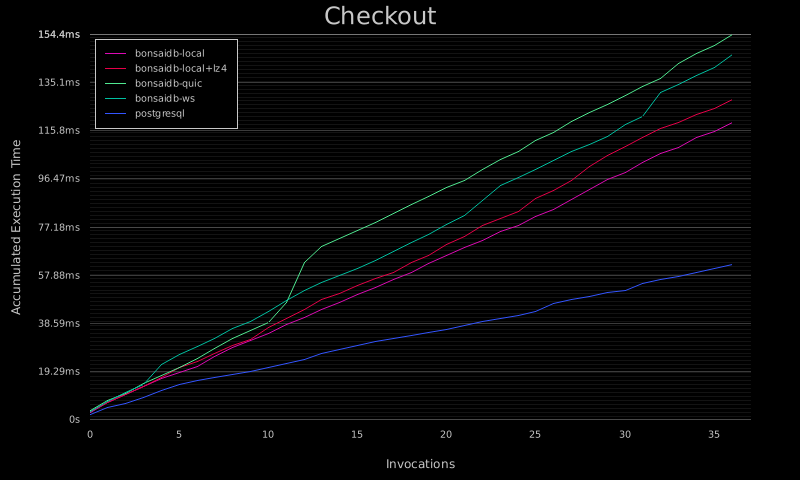 Checkout
154.4ms
135.1ms
115.8ms
96.47ms
77.18ms
57.88ms
38.59ms
19.29ms
0s
bonsaidb-local
bonsaidb-local+lz4
bonsaidb-quic
bonsaidb-ws
postgresql
Accumulated Execution Time
0 5 10 15 20 25 30 35
Invocations